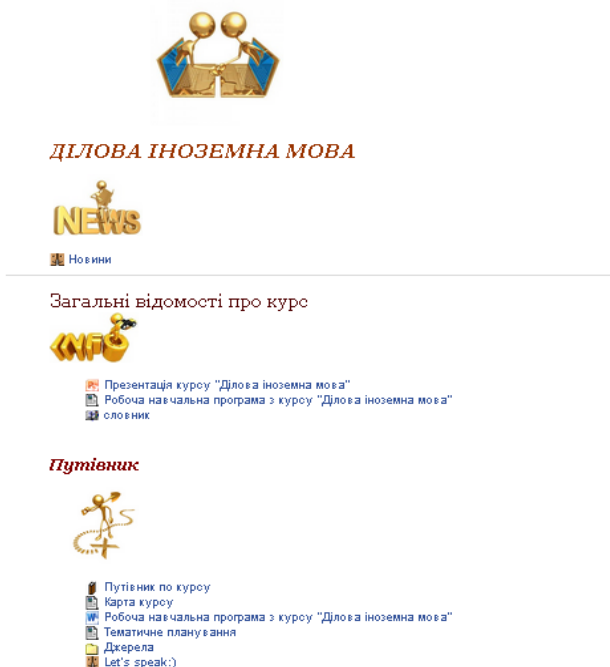 ДІЛОВА ІНОЗЕМНА МОВА
NEWS
Новини
Загальні відомості про курс
INFO
Презентація курсу "Ділова іноземна мова"
Робоча навчальна програма з курсу "Ділова іноземна мова"
словник
Путівник
Путівник по курсу
Карта курсу
Робоча навчальна програма з курсу "Ділова іноземна мова"
Тематичне планування
Джерела
Let's speak:)